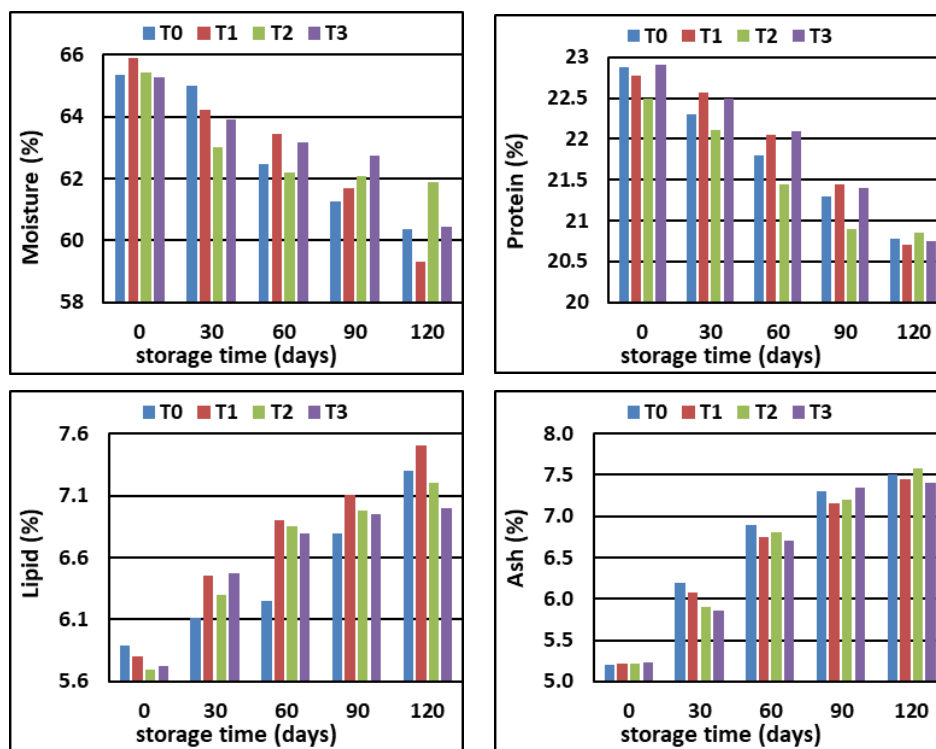 T0 T1 T2 T3
Moisture (%)
66
64
62
60
58
0 30 60 90 120
storage time (days)
T0 T1 T2 T3
Protein (%)
23
22.5
22
21.5
21
20.5
20
0 30 60 90 120
storage time (days)
T0 T1 T2 T3
Lipid (%)
7.6
7.1
6.6
6.1
5.6
0 30 60 90 120
storage time (days)
T0 T1 T2 T3
Ash (%)
8.0
7.5
7.0
6.5
6.0
5.5
5.0
0 30 60 90 120
storage time (days)